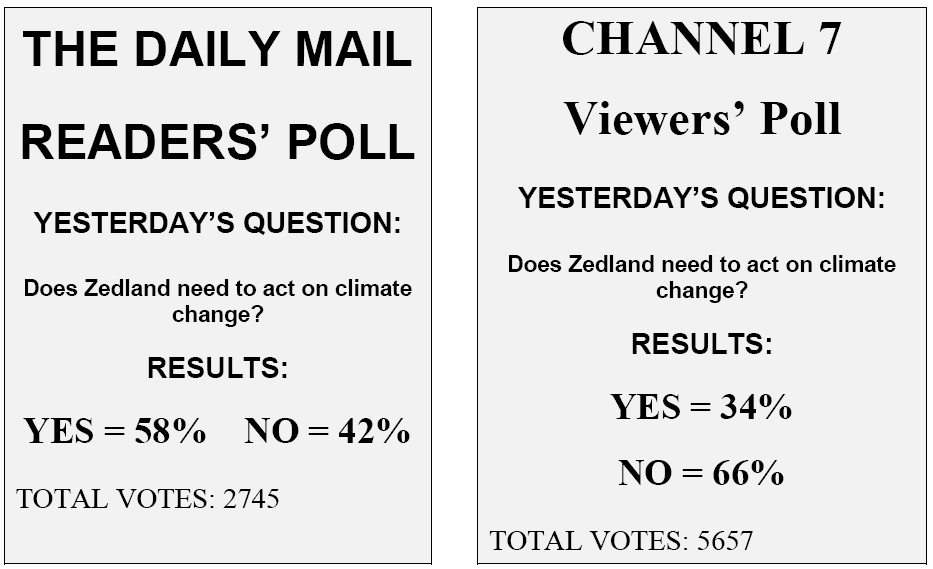 THE DAILY MAIL
READERS' POLL
YESTERDAY'S QUESTION:
Does Zedland need to act on climate
change?
RESULTS:
YES = 58% NO = 42%
TOTAL VOTES: 2745
CHANNEL 7
Viewers' Poll
YESTERDAY'S QUESTION:
Does Zedland need to act on climate
change?
RESULTS:
YES = 34%
NO = 66%
TOTAL VOTES: 5657